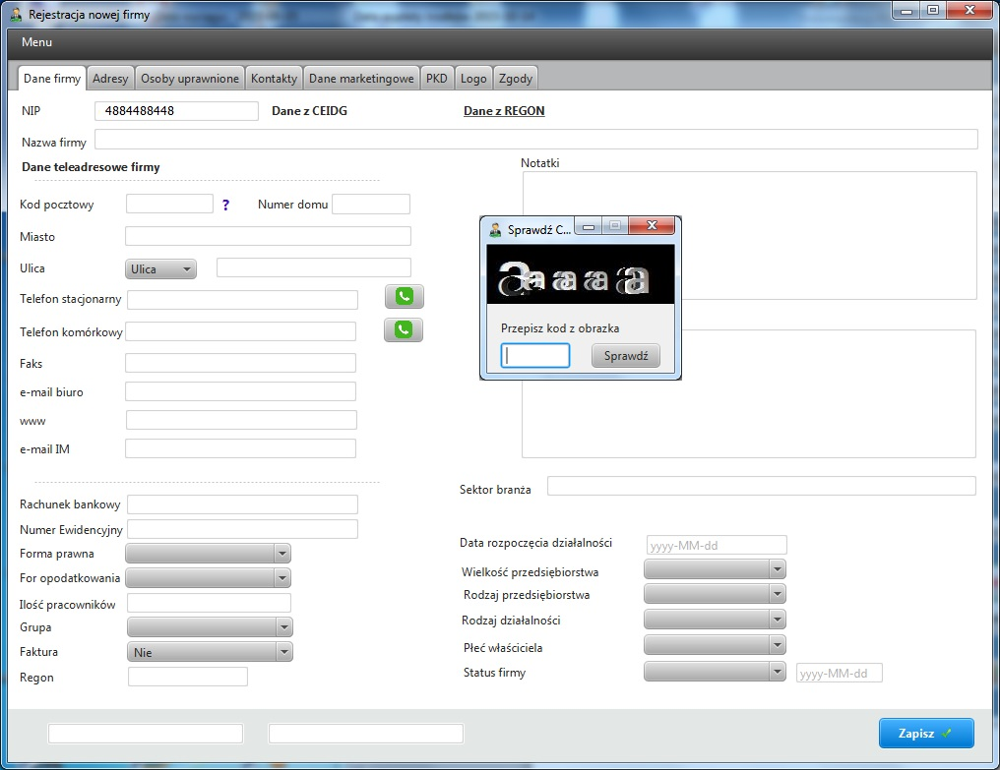 Rejestracja nowej firmy
Menu
Dane firmy Adresy Osoby uprawnione Kontakty Dane marketingowe PKD Logo Zgody
NIP 4884488448 Dane z CEIDG Dane z REGON
Nazwa firmy
Dane teleadresowe firmy Notatki
Kod pocztowy ? Numer domu
Sprawdź C...
Miasto
Ulica Ulica
aaaaa
Telefon stacjonarny
Przepisz kod z obrazka
Telefon komórkowy
Sprawdź
Faks
e-mail biuro
www
e-mail IM
Sektor branża
Rachunek bankowy
Numer Ewidencyjny
Data rozpoczęcia działalności yyyy-MM-dd
Forma prawna
Wielkość przedsiębiorstwa
For opodatkowania
Rodzaj przedsiębiorstwa
Ilość pracowników
Rodzaj działalności
Grupa
Płeć właściciela
Faktura Nie
Status firmy yyyy-MM-dd
Regon
Zapisz